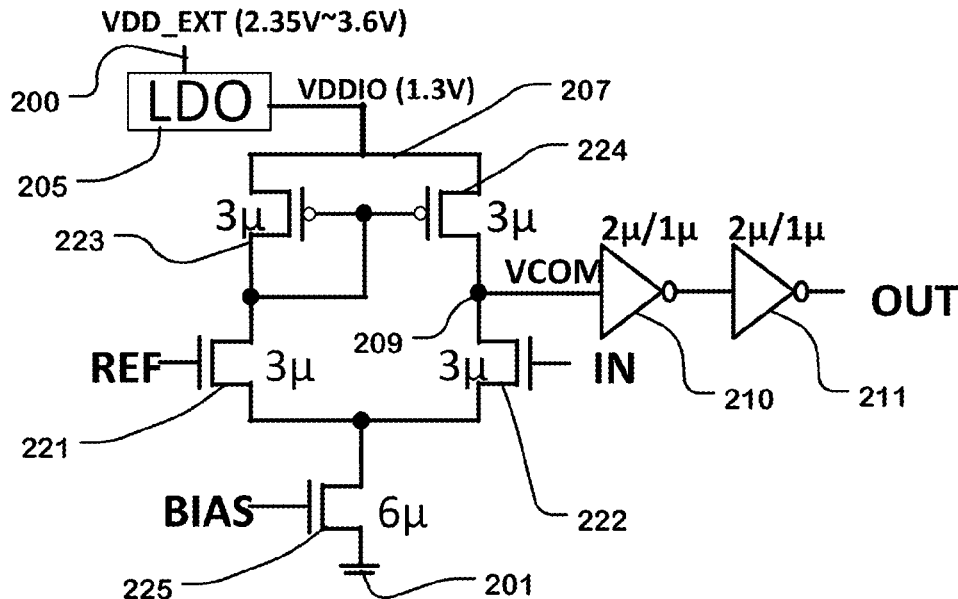 VDD_EXT (2.35V~3.6V)
200
LDO
VDDIO (1.3V)
207
205
224
3μ
3μ
223
2μ/1μ
2μ/1μ
VCOM
OUT
209
REF
3μ
3μ
IN
210
211
221
BIAS
6μ
222
225
201